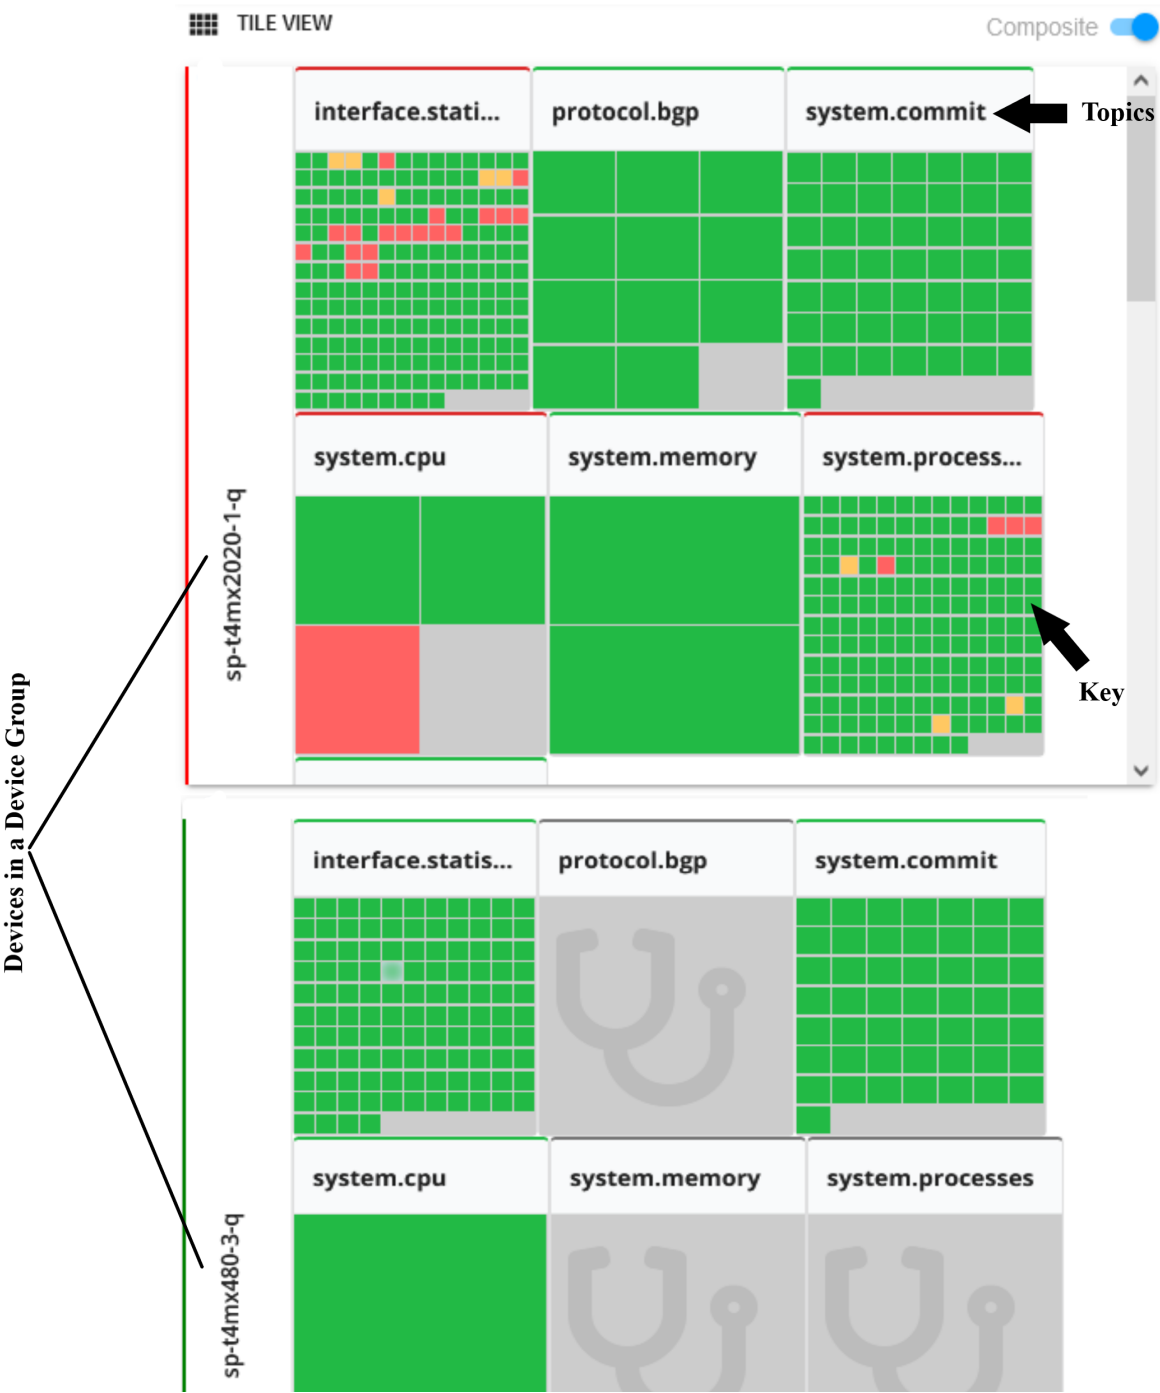 TILE VIEW
Composite
interface.stati...
protocol.bgp
system.commit
Topics
system.cpu
system.memory
system.process...
sp-t4mx2020-1-q
Key
Devices in a Device Group
interface.statis...
protocol.bgp
system.commit
system.cpu
system.memory
system.processes
sp-t4mx480-3-q